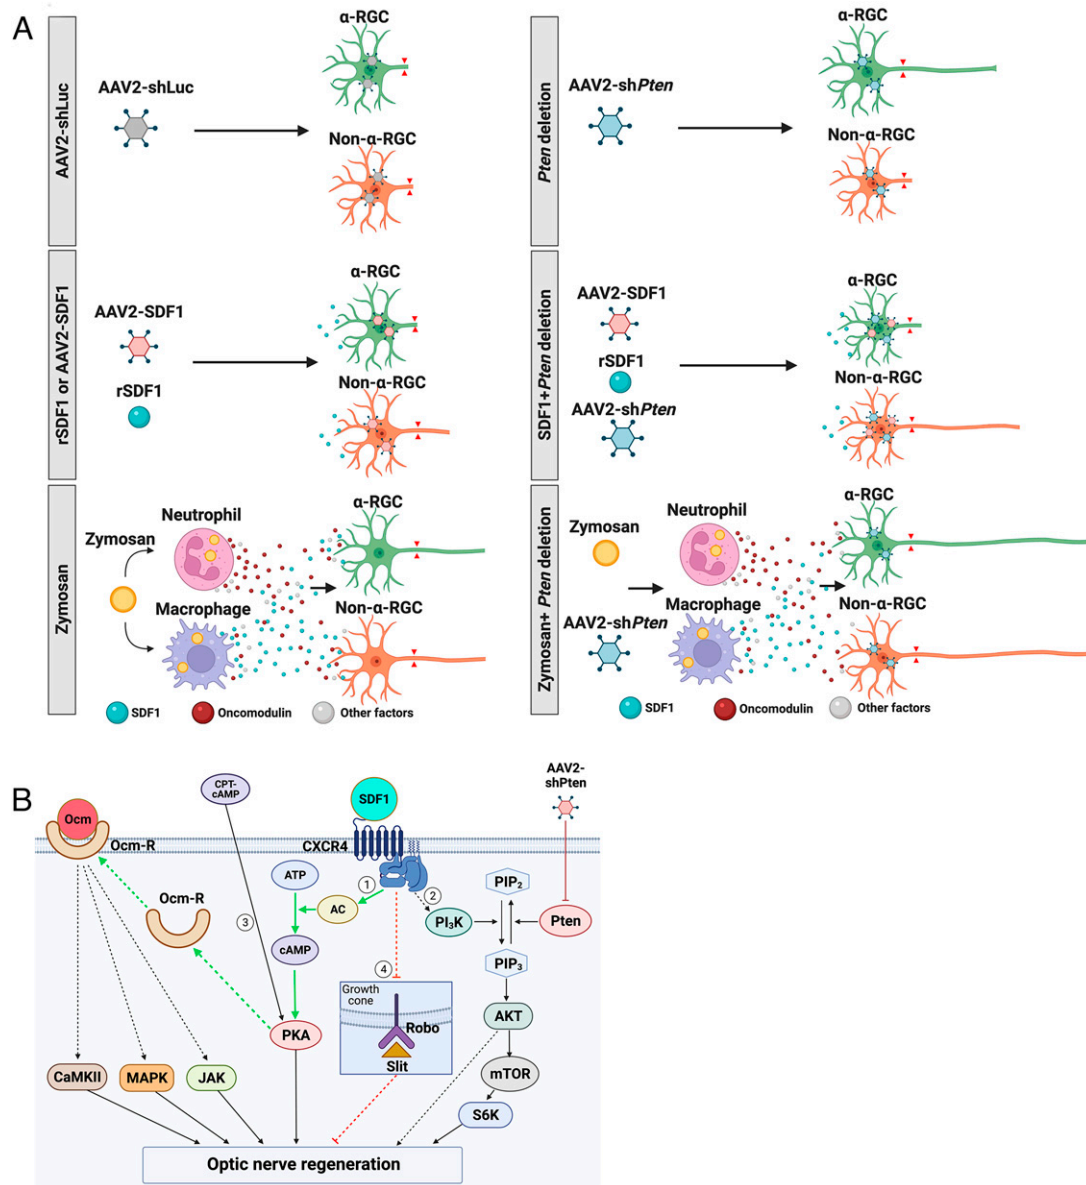 A
AAV2-shLuc
AAV2-shLuc
α-RGC
Non-α-RGC
Pten deletion
AAV2-shPten
α-RGC
Non-α-RGC
rSDF1 or AAV2-SDF1
AAV2-SDF1
rSDF1
α-RGC
Non-α-RGC
SDF1+Pten deletion
AAV2-SDF1
rSDF1
AAV2-shPten
α-RGC
Non-α-RGC
Zymosan
Zymosan
Neutrophil
Macrophage
α-RGC
Non-α-RGC
SDF1
Oncomodulin
Other factors
Zymosan+ Pten deletion
Zymosan
AAV2-shPten
Neutrophil
Macrophage
α-RGC
Non-α-RGC
SDF1
Oncomodulin
Other factors
B
Ocm
Ocm-R
Ocm-R
CPT-
cAMP
SDF1
CXCR4
AAV2-
shPten
ATP
1
AC
2
PI3K
PIP2
Pten
3
cAMP
4
PIP3
Growth
cone
Robo
Slit
PKA
AKT
mTOR
S6K
CaMKII
MAPK
JAK
Optic nerve regeneration